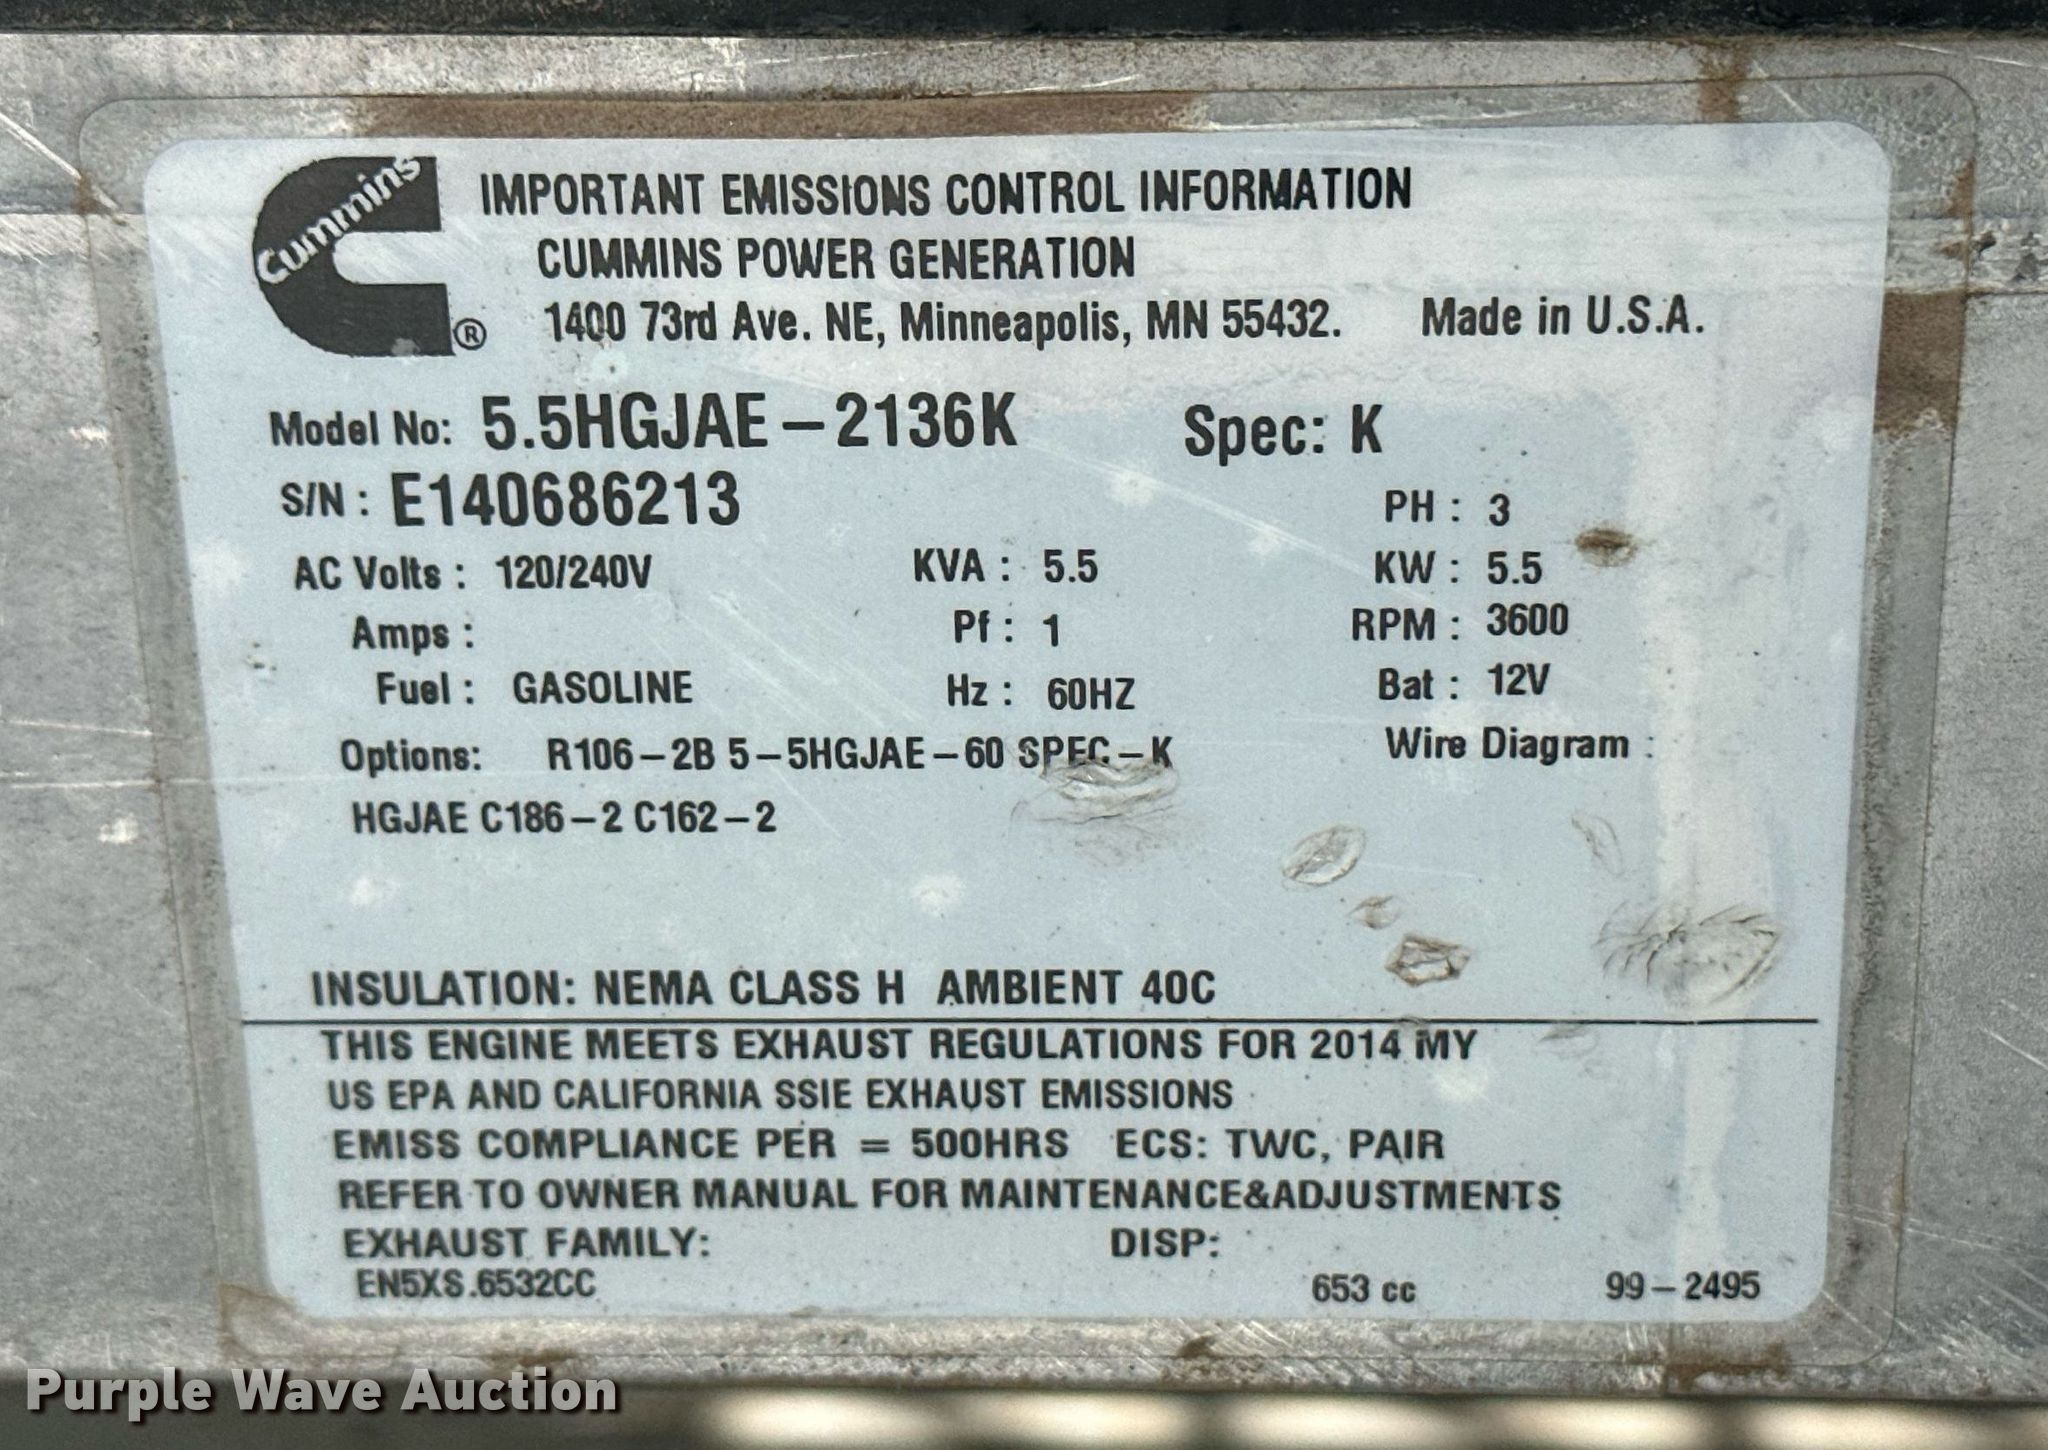 Cummins
®
IMPORTANT EMISSIONS CONTROL INFORMATION
CUMMINS POWER GENERATION
1400 73rd Ave. NE, Minneapolis, MN 55432. Made in U.S.A.
Model No: 5.5HGJAE-2136K Spec: K
S/N : E140686213 PH : 3
AC Volts : 120/240V KVA : 5.5 KW : 5.5
Amps : Pf : 1 RPM : 3600
Fuel : GASOLINE Hz : 60HZ Bat : 12V
Options: R106-2B 5-5HGJAE-60 SPEC-K Wire Diagram :
HGJAE C186-2 C162-2
INSULATION: NEMA CLASS H AMBIENT 40C
THIS ENGINE MEETS EXHAUST REGULATIONS FOR 2014 MY
US EPA AND CALIFORNIA SSIE EXHAUST EMISSIONS
EMISS COMPLIANCE PER = 500HRS ECS: TWC, PAIR
REFER TO OWNER MANUAL FOR MAINTENANCE&ADJUSTMENTS
EXHAUST FAMILY: DISP:
EN5XS.6532CC 653 cc 99-2495
Purple Wave Auction